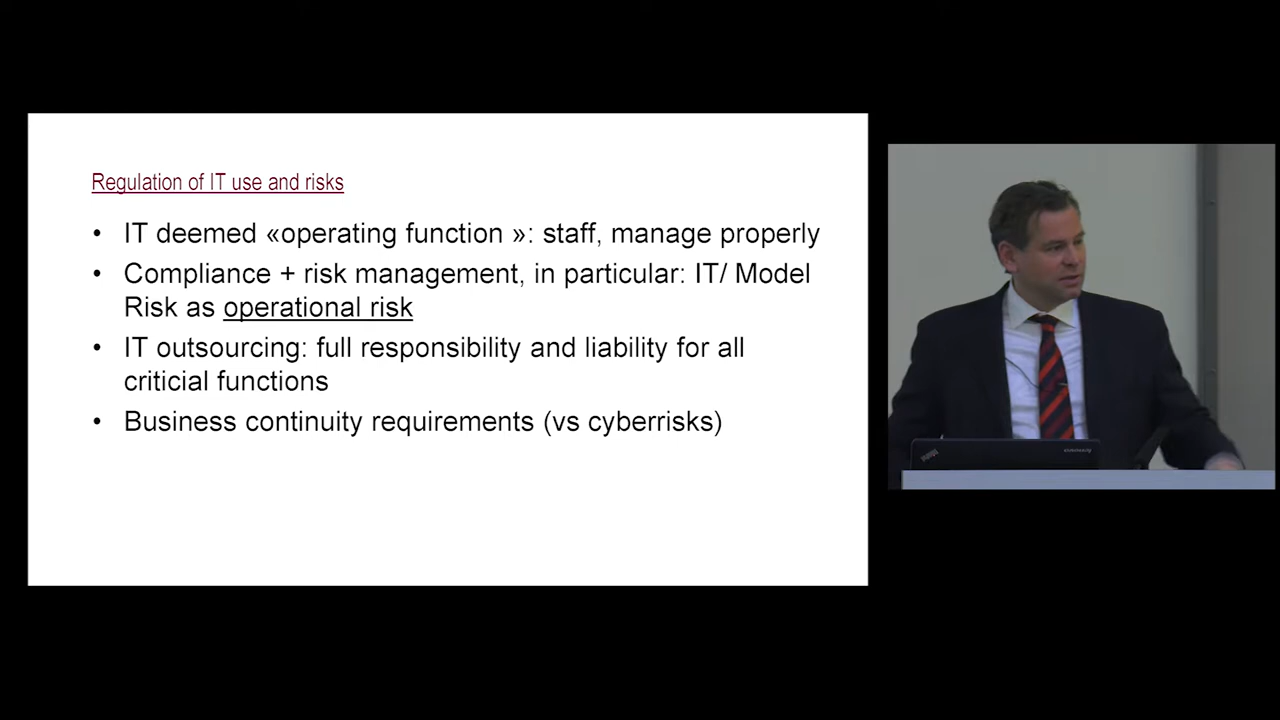 Regulation of IT use and risks
• IT deemed «operating function »: staff, manage properly
• Compliance + risk management, in particular: IT/ Model
Risk as operational risk
• IT outsourcing: full responsibility and liability for all
criticial functions
• Business continuity requirements (vs cyberrisks)